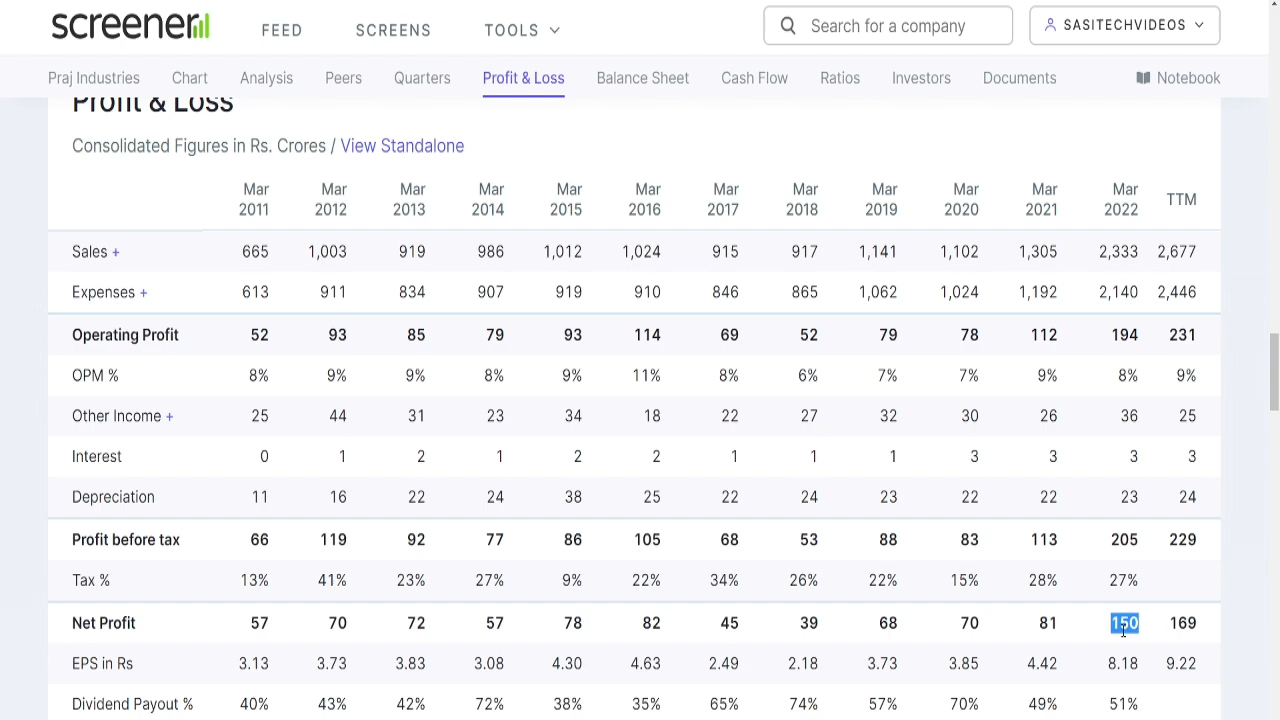 screener
FEED
SCREENS
TOOLS
Search for a company
SASITECHVIDEOS
Praj Industries Chart Analysis Peers Quarters Profit & Loss Balance Sheet Cash Flow Ratios Investors Documents Notebook
Profit & Loss
Consolidated Figures in Rs. Crores / View Standalone
Mar 2011 Mar 2012 Mar 2013 Mar 2014 Mar 2015 Mar 2016 Mar 2017 Mar 2018 Mar 2019 Mar 2020 Mar 2021 Mar 2022 TTM
Sales + 665 1,003 919 986 1,012 1,024 915 917 1,141 1,102 1,305 2,333 2,677
Expenses + 613 911 834 907 919 910 846 865 1,062 1,024 1,192 2,140 2,446
Operating Profit 52 93 85 79 93 114 69 52 79 78 112 194 231
OPM % 8% 9% 9% 8% 9% 11% 8% 6% 7% 7% 9% 8% 9%
Other Income + 25 44 31 23 34 18 22 27 32 30 26 36 25
Interest 0 1 2 1 2 2 1 1 1 3 3 3 3
Depreciation 11 16 22 24 38 25 22 24 23 22 22 23 24
Profit before tax 66 119 92 77 86 105 68 53 88 83 113 205 229
Tax % 13% 41% 23% 27% 9% 22% 34% 26% 22% 15% 28% 27%
Net Profit 57 70 72 57 78 82 45 39 68 70 81 150 169
EPS in Rs 3.13 3.73 3.83 3.08 4.30 4.63 2.49 2.18 3.73 3.85 4.42 8.18 9.22
Dividend Payout % 40% 43% 42% 72% 38% 35% 65% 74% 57% 70% 49% 51%